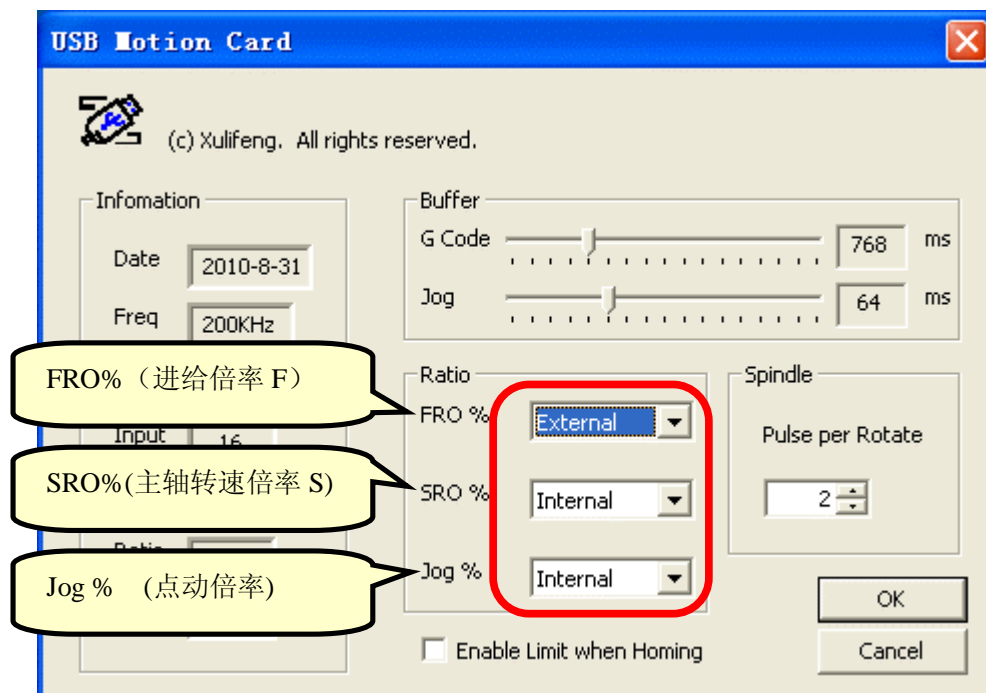 USB Motion Card
(c) Xulifeng. All rights reserved.
Infomation
Date 2010-8-31
Freq 200KHz
Input 16
Buffer
G Code 768 ms
Jog 64 ms
FRO%（进给倍率 F）
SRO%(主轴转速倍率 S)
Jog % (点动倍率)
Ratio
FRO % External
SRO % Internal
Jog % Internal
Spindle
Pulse per Rotate
2
Enable Limit when Homing
OK
Cancel